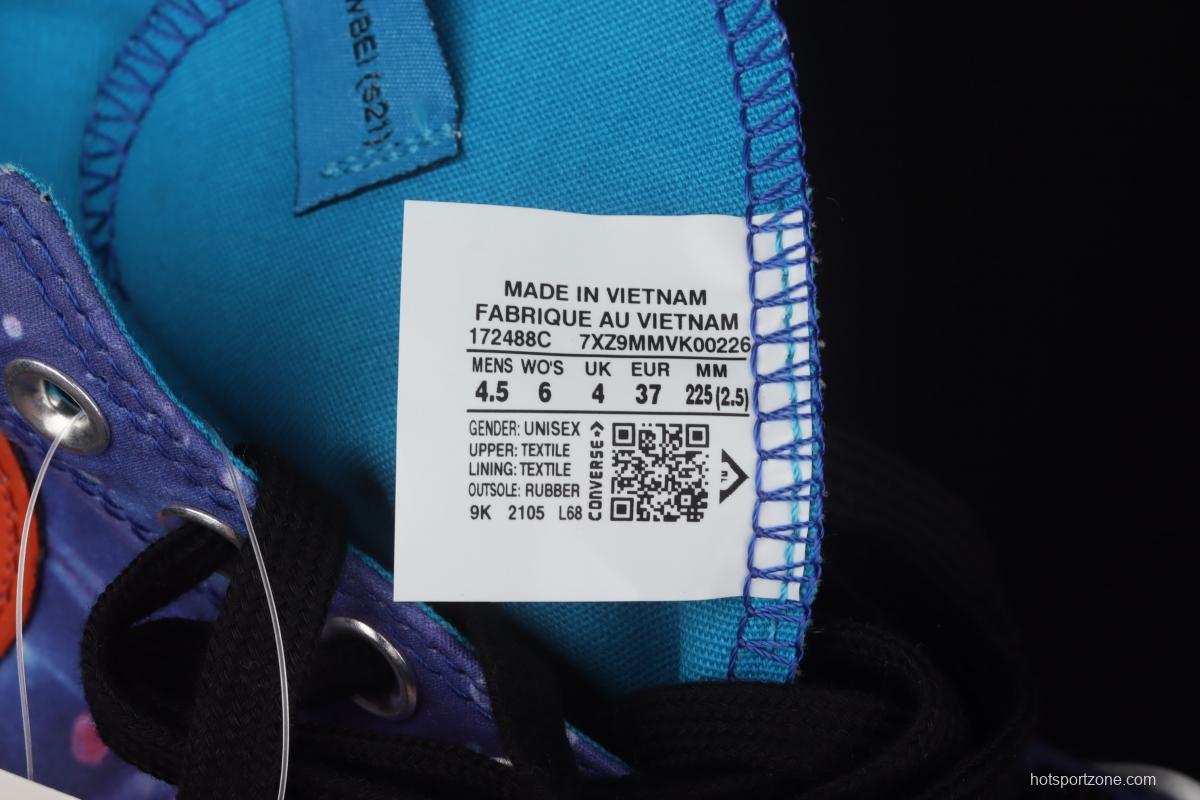 (s21)
MADE IN VIETNAM
FABRIQUE AU VIETNAM
172488C 7XZ9MMVK00226
MENS WO'S UK EUR MM
4.5 6 4 37 225(2.5)
GENDER: UNISEX
UPPER: TEXTILE
LINING: TEXTILE
OUTSOLE: RUBBER
9K 2105 L68
CONVERSE
TM
hotsportzone.com